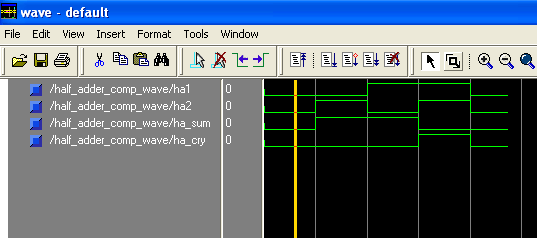 wave - default
File Edit View Insert Format Tools Window
/half_adder_comp_wave/ha1 0
/half_adder_comp_wave/ha2 0
/half_adder_comp_wave/ha_sum 0
/half_adder_comp_wave/ha_cry 0